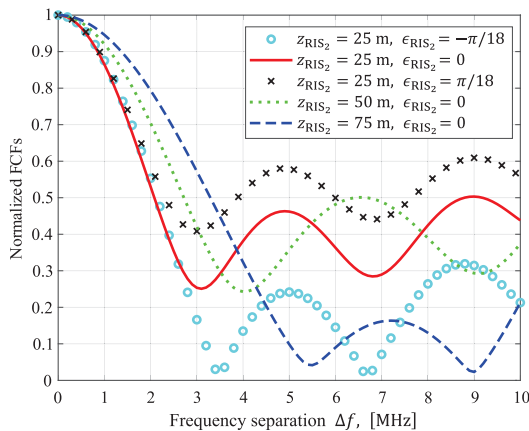 Normalized FCFs
1
0.9
0.8
0.7
0.6
0.5
0.4
0.3
0.2
0.1
0
z_RIS₂ = 25 m, ϵ_RIS₂ = −π/18
z_RIS₂ = 25 m, ϵ_RIS₂ = 0
z_RIS₂ = 25 m, ϵ_RIS₂ = π/18
z_RIS₂ = 50 m, ϵ_RIS₂ = 0
z_RIS₂ = 75 m, ϵ_RIS₂ = 0
0 1 2 3 4 5 6 7 8 9 10
Frequency separation Δf, [MHz]